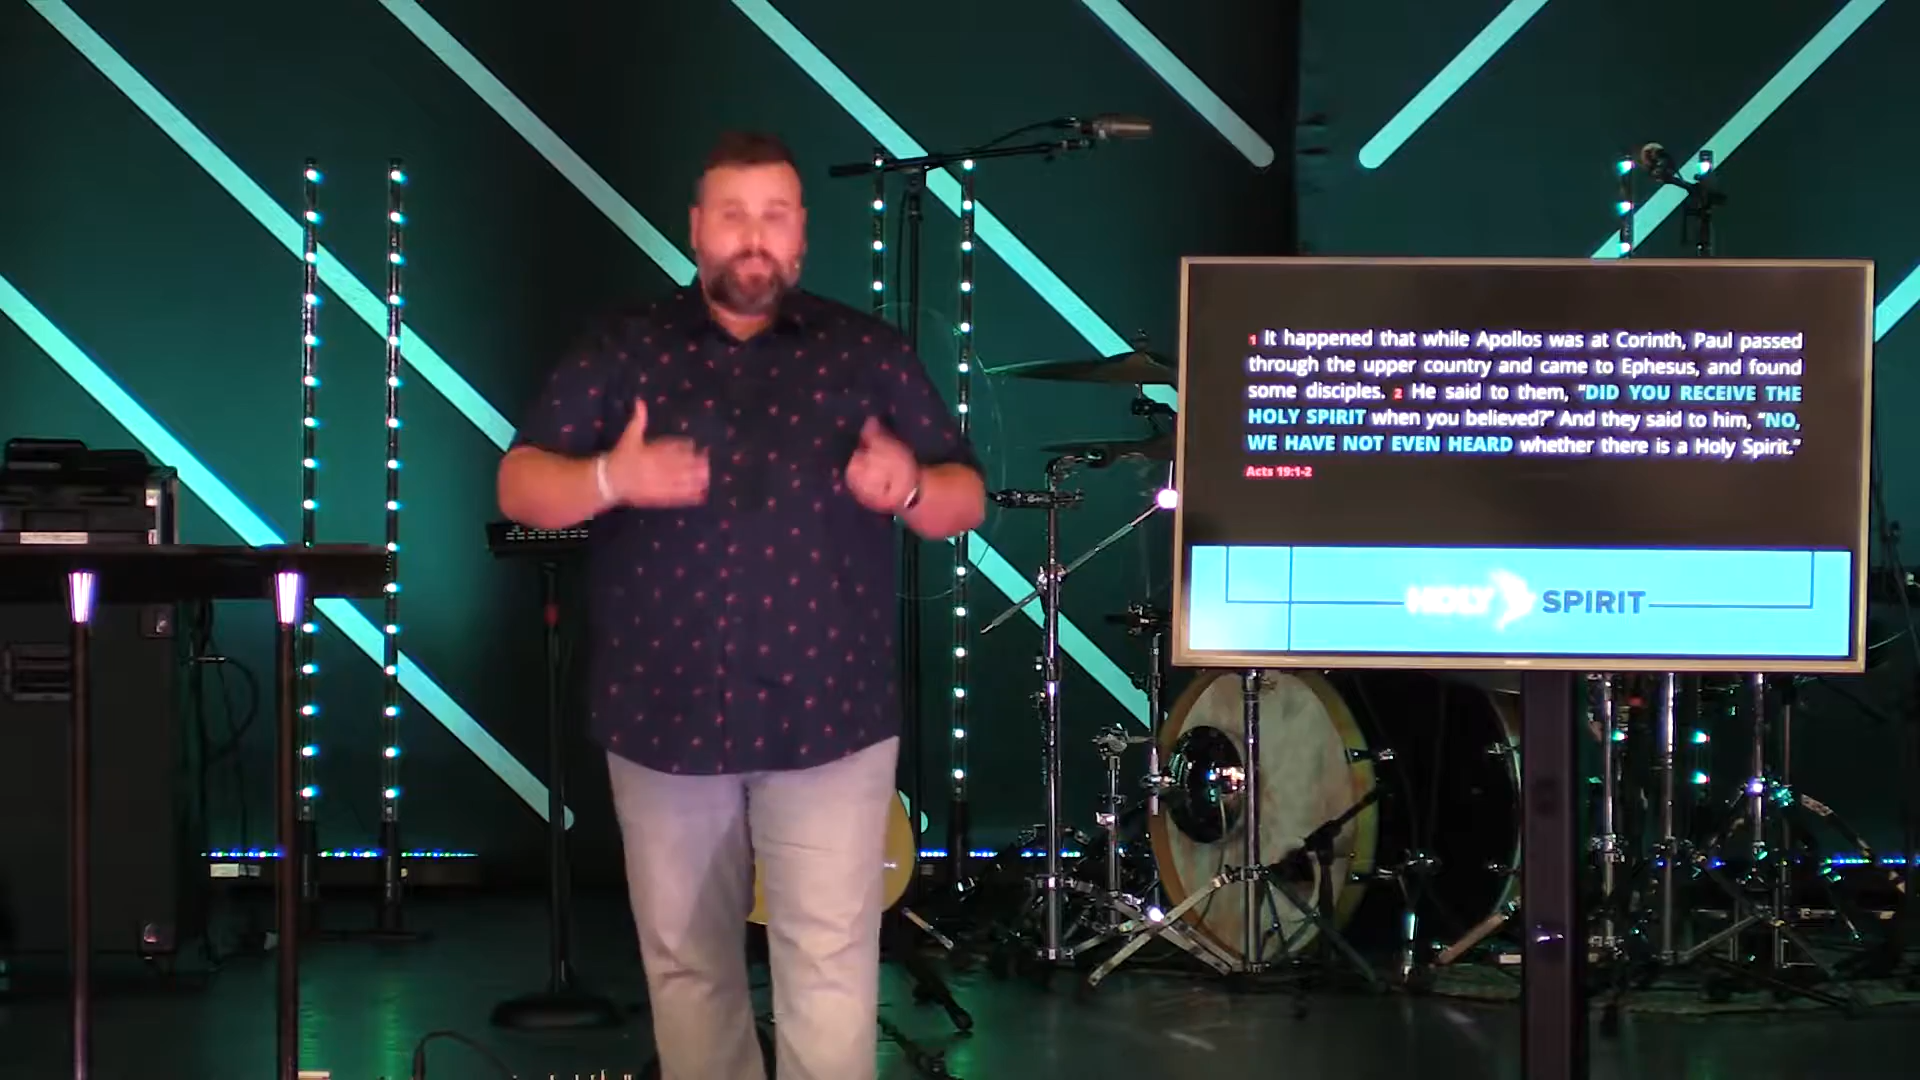 1 It happened that while Apollos was at Corinth, Paul passed
through the upper country and came to Ephesus, and found
some disciples. 2 He said to them, “DID YOU RECEIVE THE
HOLY SPIRIT when you believed?” And they said to him, “NO,
WE HAVE NOT EVEN HEARD whether there is a Holy Spirit.”
Acts 19:1-2
HOLY SPIRIT